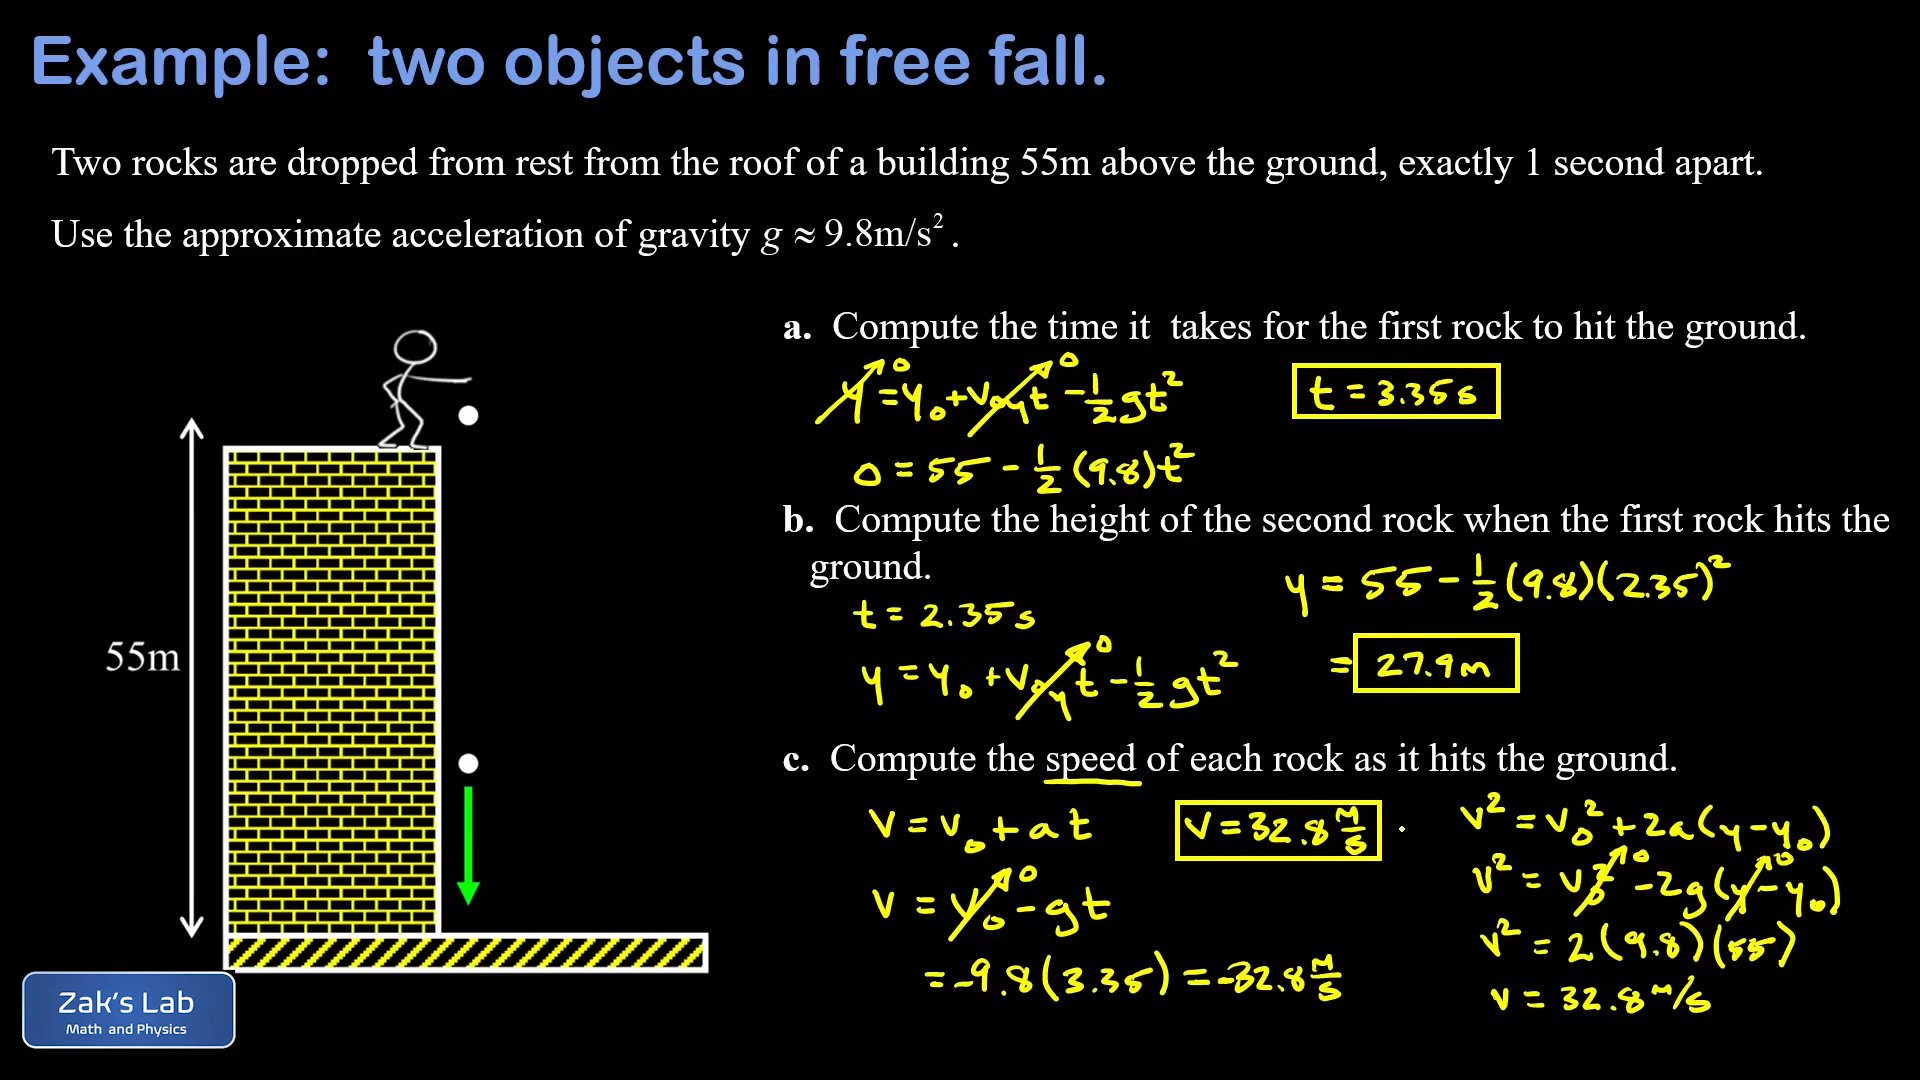 Example: two objects in free fall.
Two rocks are dropped from rest from the roof of a building 55m above the ground, exactly 1 second apart.
Use the approximate acceleration of gravity g ≈ 9.8m/s².
a. Compute the time it takes for the first rock to hit the ground.
y⁰ = y₀ + v₀yt⁰ - ½gt²
t = 3.35s
0 = 55 - ½(9.8)t²
b. Compute the height of the second rock when the first rock hits the
ground.
y = 55 - ½(9.8)(2.35)²
t = 2.35s
y = y₀ + v₀yt⁰ - ½gt²
= 27.9m
55m
c. Compute the speed of each rock as it hits the ground.
v = v₀ + at
v = 32.8 m/s
v = v₀⁰ - gt
= -9.8(3.35) = -32.8 m/s
v² = v₀² + 2a(y - y₀)
v² = v₀²⁰ - 2g(y⁰ - y₀)
v² = 2(9.8)(55)
v = 32.8 m/s
Zak's Lab
Math and Physics